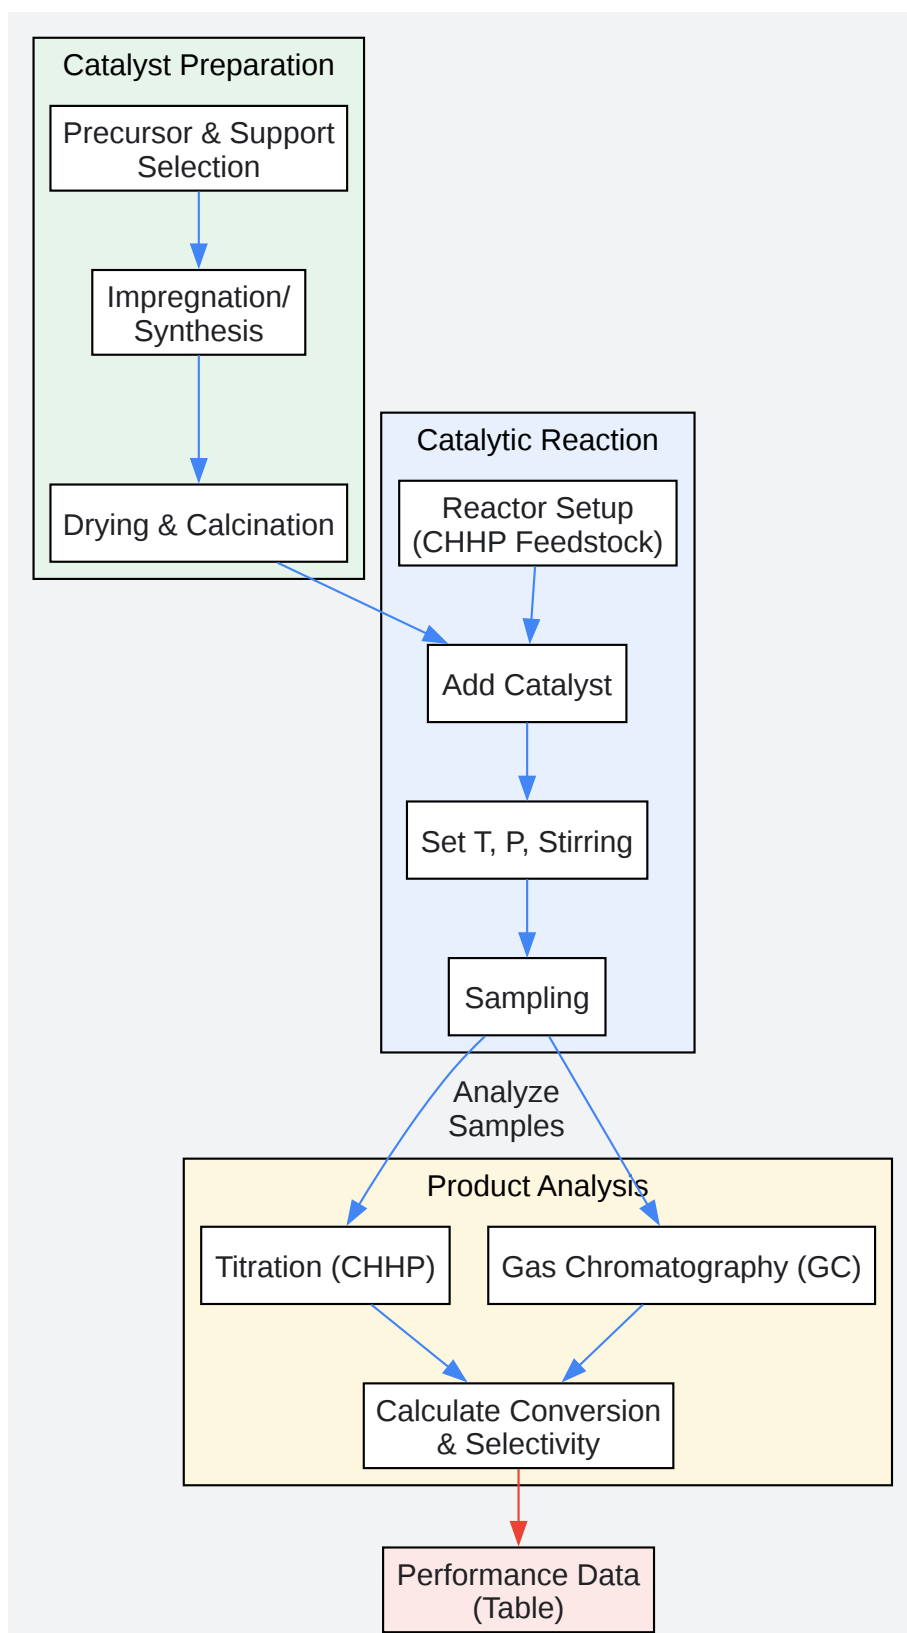 Catalyst Preparation
Precursor & Support
Selection
Impregnation/
Synthesis
Drying & Calcination
Catalytic Reaction
Reactor Setup
(CHHP Feedstock)
Add Catalyst
Set T, P, Stirring
Sampling
Analyze
Samples
Product Analysis
Titration (CHHP)
Gas Chromatography (GC)
Calculate Conversion
& Selectivity
Performance Data
(Table)